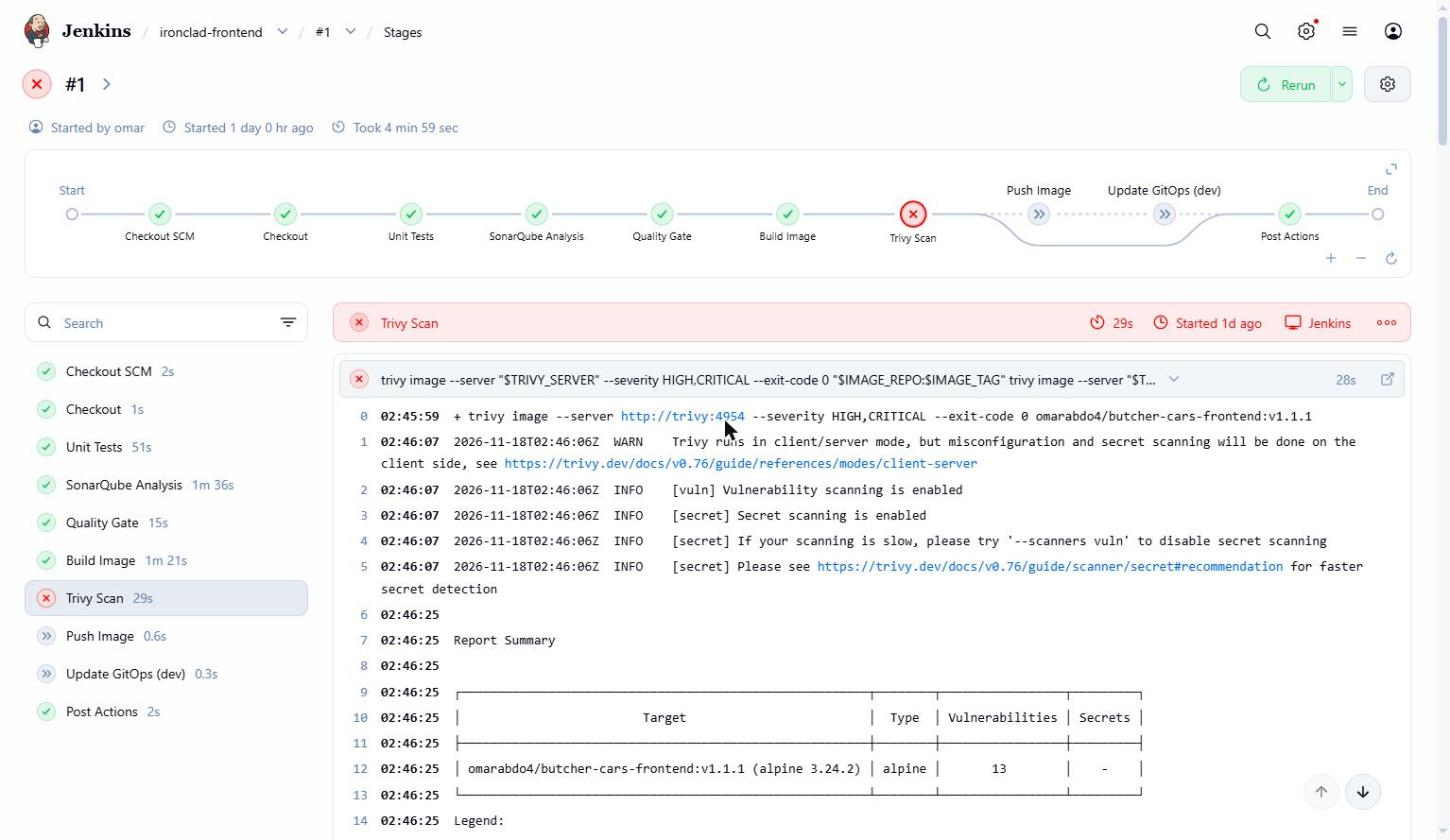 Jenkins / ironclad-frontend / #1 / Stages
#1
Rerun
Started by omar Started 1 day 0 hr ago Took 4 min 59 sec
Start
Checkout SCM
Checkout
Unit Tests
SonarQube Analysis
Quality Gate
Build Image
Trivy Scan
Push Image
Update GitOps (dev)
Post Actions
End
Search
Checkout SCM 2s
Checkout 1s
Unit Tests 51s
SonarQube Analysis 1m 36s
Quality Gate 15s
Build Image 1m 21s
Trivy Scan 29s
Push Image 0.6s
Update GitOps (dev) 0.3s
Post Actions 2s
Trivy Scan 29s Started 1d ago Jenkins
trivy image --server "$TRIVY_SERVER" --severity HIGH,CRITICAL --exit-code 0 "$IMAGE_REPO:$IMAGE_TAG" trivy image --server "$T... 28s
0 02:45:59 + trivy image --server http://trivy:4954 --severity HIGH,CRITICAL --exit-code 0 omarabdo4/butcher-cars-frontend:v1.1.1
1 02:46:07 2026-11-18T02:46:06Z WARN Trivy runs in client/server mode, but misconfiguration and secret scanning will be done on the
client side, see https://trivy.dev/docs/v0.76/guide/references/modes/client-server
2 02:46:07 2026-11-18T02:46:06Z INFO [vuln] Vulnerability scanning is enabled
3 02:46:07 2026-11-18T02:46:06Z INFO [secret] Secret scanning is enabled
4 02:46:07 2026-11-18T02:46:06Z INFO [secret] If your scanning is slow, please try '--scanners vuln' to disable secret scanning
5 02:46:07 2026-11-18T02:46:06Z INFO [secret] Please see https://trivy.dev/docs/v0.76/guide/scanner/secret#recommendation for faster
secret detection
6 02:46:25
7 02:46:25 Report Summary
8 02:46:25
9 02:46:25
10 02:46:25 Target Type Vulnerabilities Secrets
11 02:46:25
12 02:46:25 omarabdo4/butcher-cars-frontend:v1.1.1 (alpine 3.24.2) alpine 13 -
13 02:46:25
14 02:46:25 Legend: